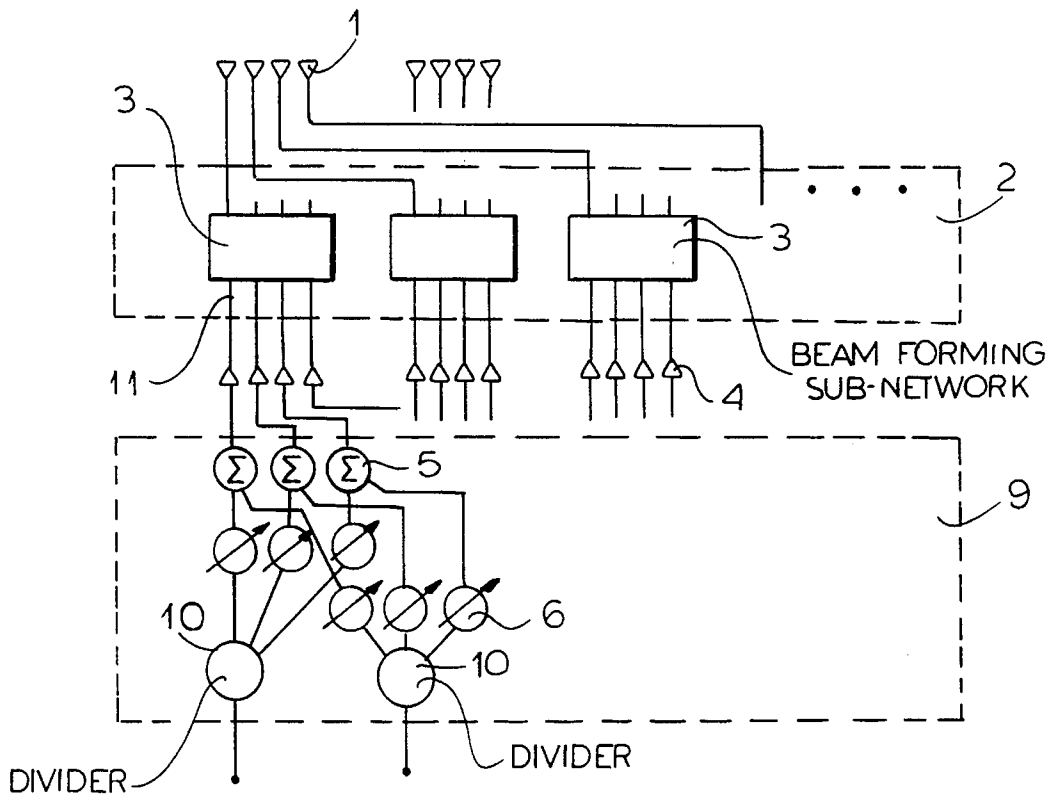 1
3
2
3
BEAM FORMING
SUB-NETWORK
11
4
Σ Σ Σ 5
9
6
10
10
DIVIDER
DIVIDER